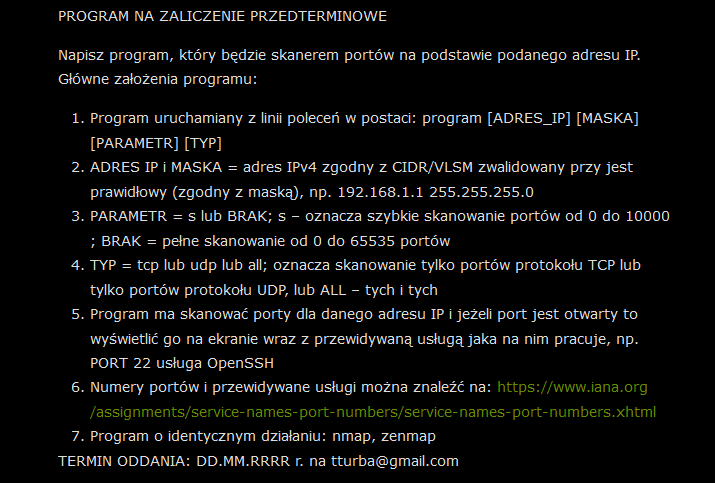 PROGRAM NA ZALICZENIE PRZEDTERMINOWE
Napisz program, który będzie skanerem portów na podstawie podanego adresu IP.
Główne założenia programu:
1. Program uruchamiany z linii poleceń w postaci: program [ADRES_IP] [MASKA]
[PARAMETR] [TYP]
2. ADRES IP i MASKA = adres IPv4 zgodny z CIDR/VLSM zwalidowany przy jest
prawidłowy (zgodny z maską), np. 192.168.1.1 255.255.255.0
3. PARAMETR = s lub BRAK; s – oznacza szybkie skanowanie portów od 0 do 10000
; BRAK = pełne skanowanie od 0 do 65535 portów
4. TYP = tcp lub udp lub all; oznacza skanowanie tylko portów protokołu TCP lub
tylko portów protokołu UDP, lub ALL – tych i tych
5. Program ma skanować porty dla danego adresu IP i jeżeli port jest otwarty to
wyświetlić go na ekranie wraz z przewidywaną usługą jaka na nim pracuje, np.
PORT 22 usługa OpenSSH
6. Numery portów i przewidywane usługi można znaleźć na: https://www.iana.org
/assignments/service-names-port-numbers/service-names-port-numbers.xhtml
7. Program o identycznym działaniu: nmap, zenmap
TERMIN ODDANIA: DD.MM.RRRR r. na tturba@gmail.com